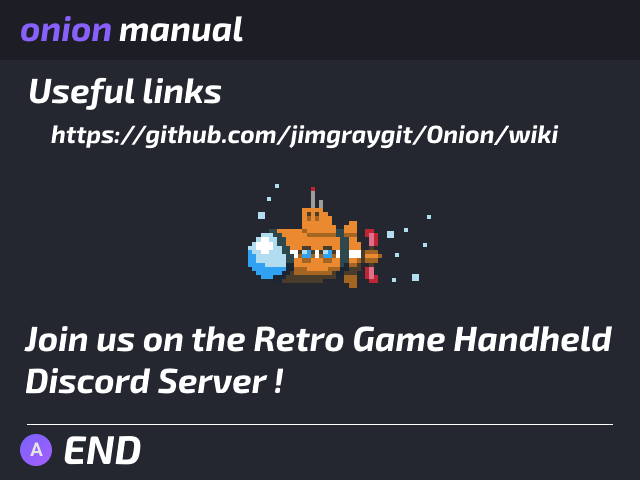 onion manual
Useful links
https://github.com/jimgraygit/Onion/wiki
Join us on the Retro Game Handheld
Discord Server !
A END